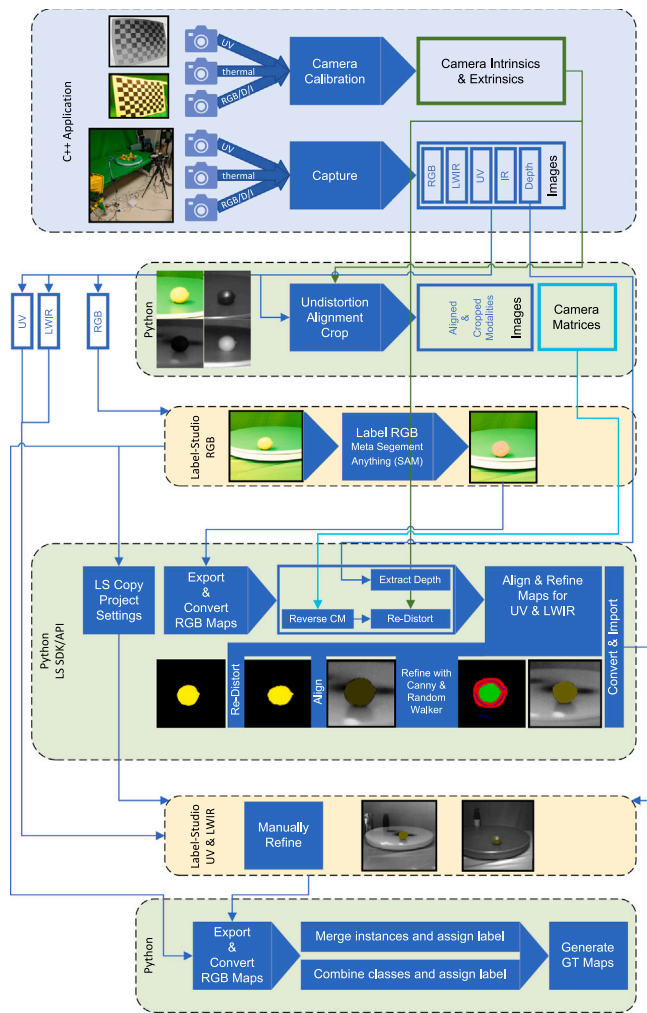 C++ Application
UV
thermal
RGB/D/I
Camera
Calibration
Camera Intrinsics
& Extrinsics
UV
thermal
RGB/D/I
Capture
RGB
LWIR
UV
IR
Depth
Images
UV
LWIR
RGB
Python
Undistortion
Alignment
Crop
Aligned
&
Cropped
Modalities
Images
Camera
Matrices
Label-Studio
RGB
Label RGB
Meta Segement
Anything (SAM)
Python
LS SDK/API
LS Copy
Project
Settings
Export
&
Convert
RGB Maps
Extract Depth
Reverse CM
Re-Distort
Align & Refine
Maps for
UV & LWIR
Convert & Import
Re-Distort
Align
Refine with
Canny &
Random
Walker
Label-Studio
UV & LWIR
Manually
Refine
Python
Export
&
Convert
RGB Maps
Merge instances and assign label
Combine classes and assign label
Generate
GT Maps